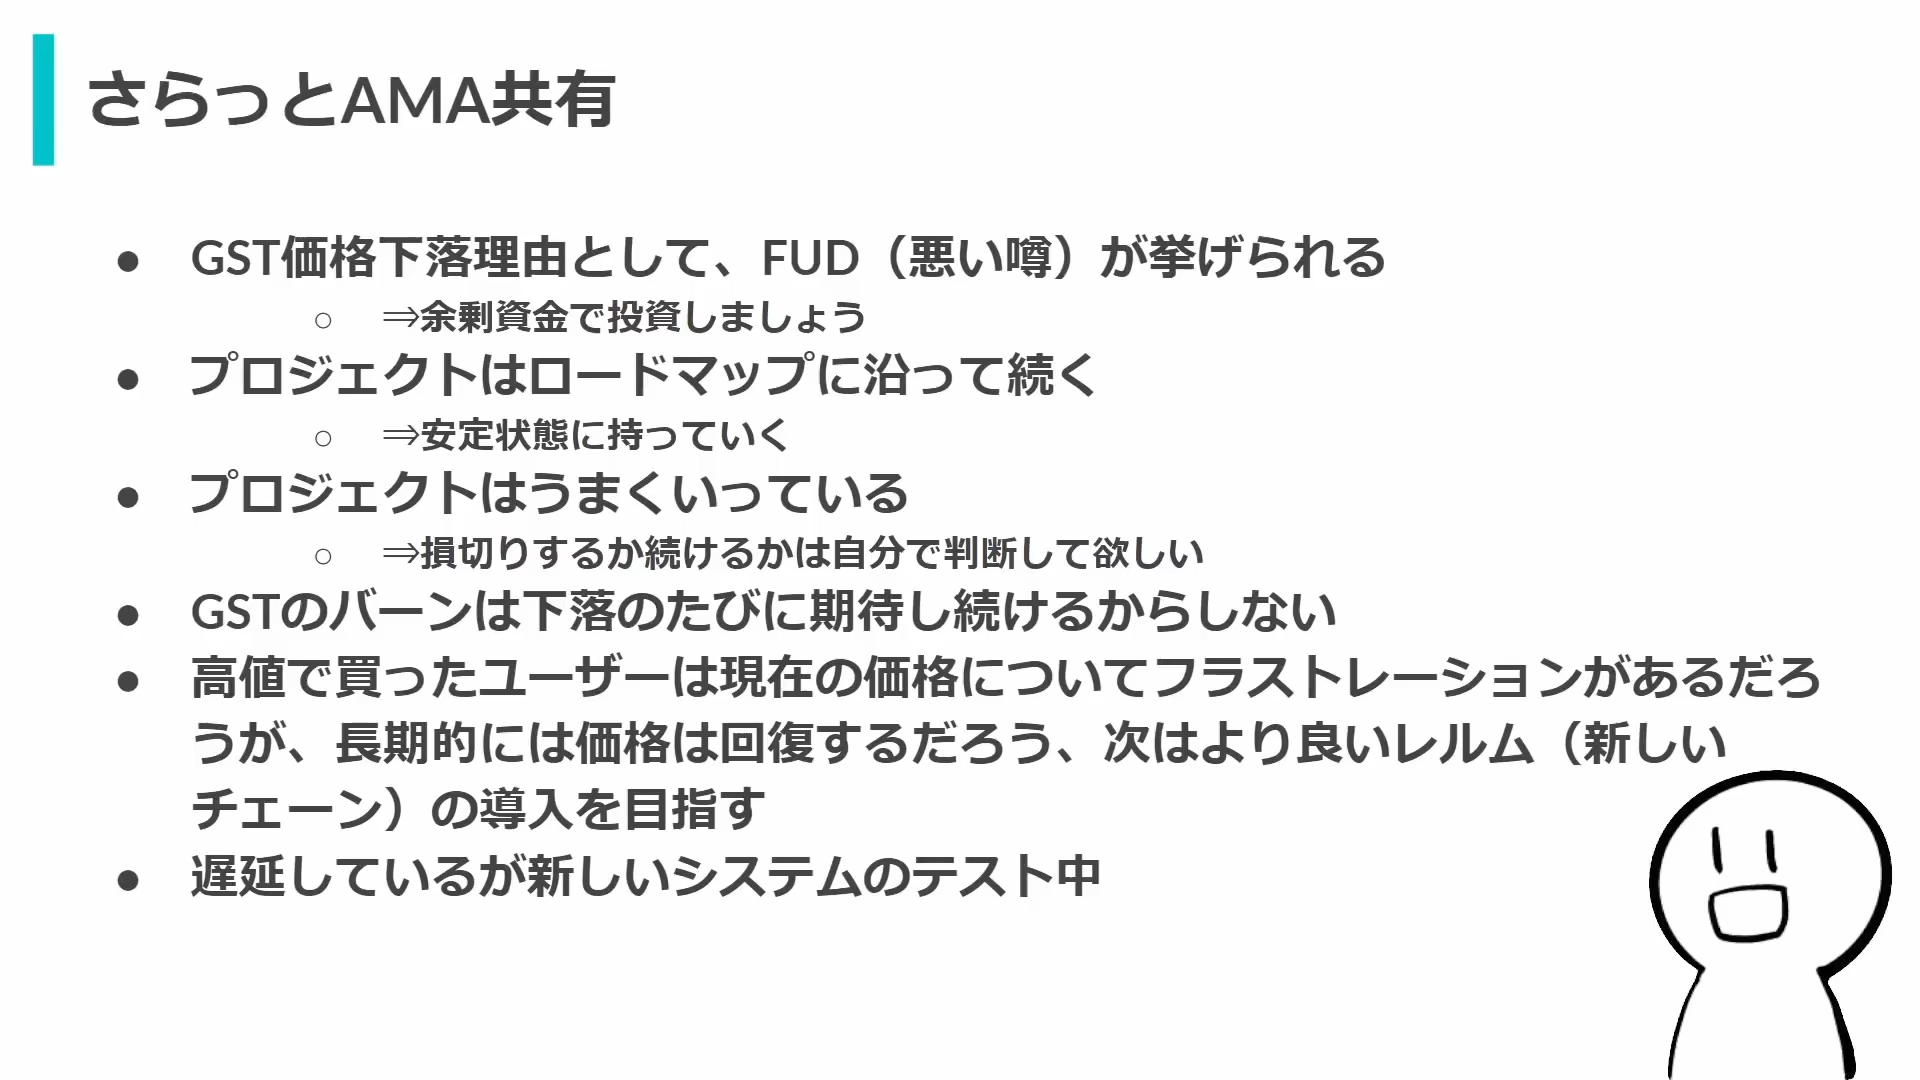 さらっとAMA共有
● GST価格下落理由として、FUD（悪い噂）が挙げられる
○ ⇒余剰資金で投資しましょう
● プロジェクトはロードマップに沿って続く
○ ⇒安定状態に持っていく
● プロジェクトはうまくいっている
○ ⇒損切りするか続けるかは自分で判断して欲しい
● GSTのバーンは下落のたびに期待し続けるからしない
● 高値で買ったユーザーは現在の価格についてフラストレーションがあるだろ
うが、長期的には価格は回復するだろう、次はより良いレルム（新しい
チェーン）の導入を目指す
● 遅延しているが新しいシステムのテスト中